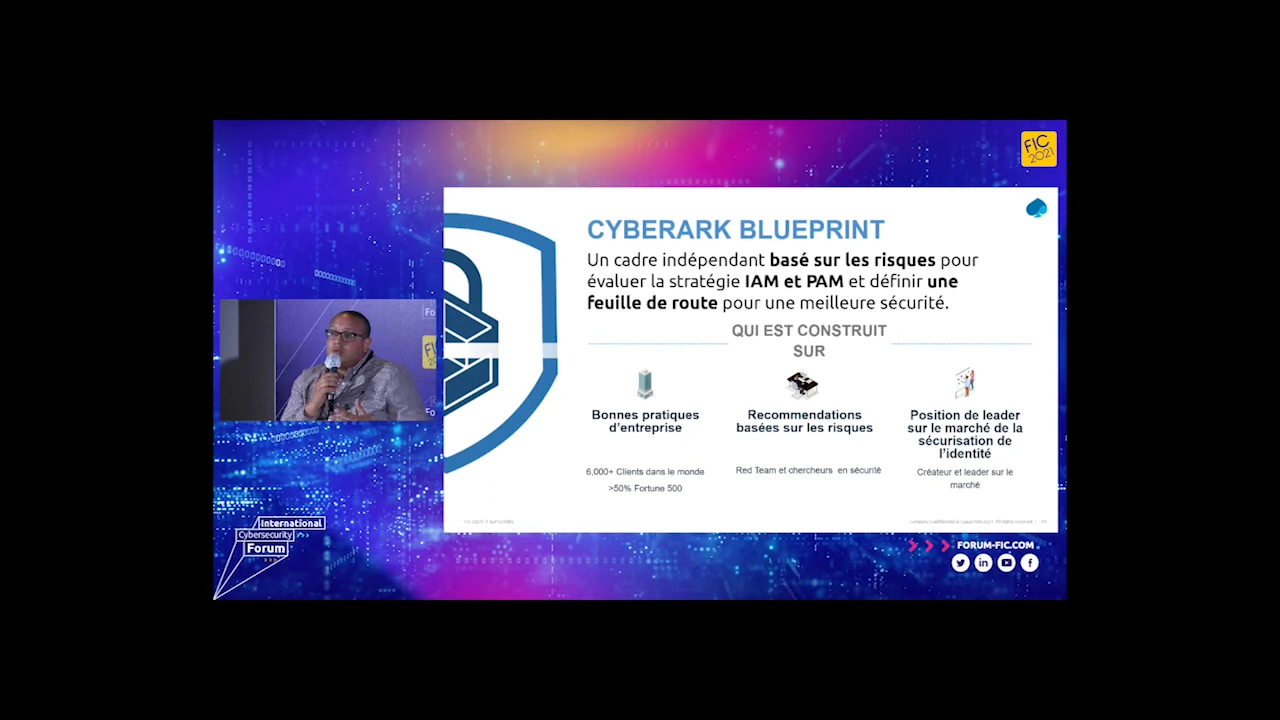 FIC
2021
CYBERARK BLUEPRINT
Un cadre indépendant basé sur les risques pour
évaluer la stratégie IAM et PAM et définir une
feuille de route pour une meilleure sécurité.
QUI EST CONSTRUIT
SUR
Bonnes pratiques
d'entreprise
6,000+ Clients dans le monde
>50% Fortune 500
Recommendations
basées sur les risques
Red Team et chercheurs en sécurité
Position de leader
sur le marché de la
sécurisation de
l'identité
Créateur et leader sur le
marché
International
Cybersecurity
Forum
FORUM-FIC.COM